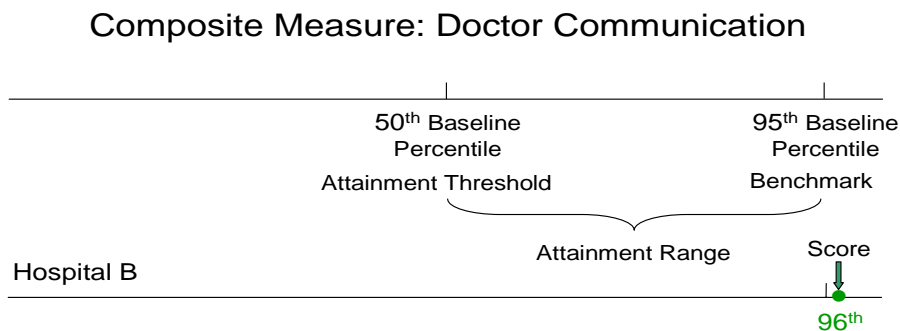 Composite Measure: Doctor Communication
50th Baseline Percentile
95th Baseline Percentile
Attainment Threshold
Benchmark
Attainment Range
Score
Hospital B
96th